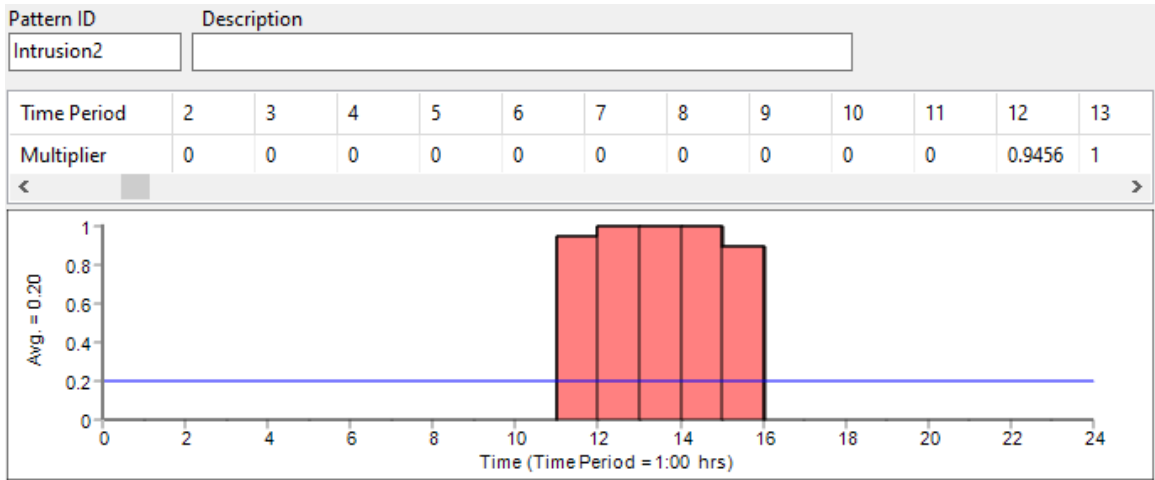 Pattern ID Description
Intrusion2
Time Period 2 3 4 5 6 7 8 9 10 11 12 13
Multiplier 0 0 0 0 0 0 0 0 0 0 0.9456 1
Avg. = 0.20
1
0.8
0.6
0.4
0.2
0
0 2 4 6 8 10 12 14 16 18 20 22 24
Time (Time Period = 1:00 hrs)